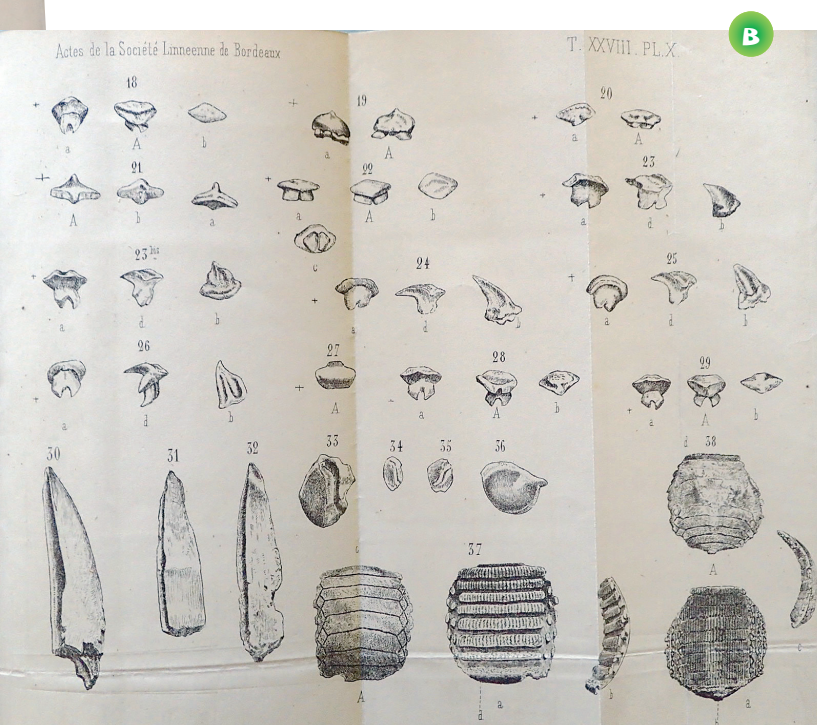 B
Actes de la Société Linneenne de Bordeaux
T. XXVIII. PL. X.
18 19 20
a A b a A a A
21 22 23
A b a a A b a d b
c
23 bis 24 25
a d b a d b a d b
26 27 28 29
a d b A a A b a A b
30 31 32 33 34 35 36 d 38
37
A
A a b a
d